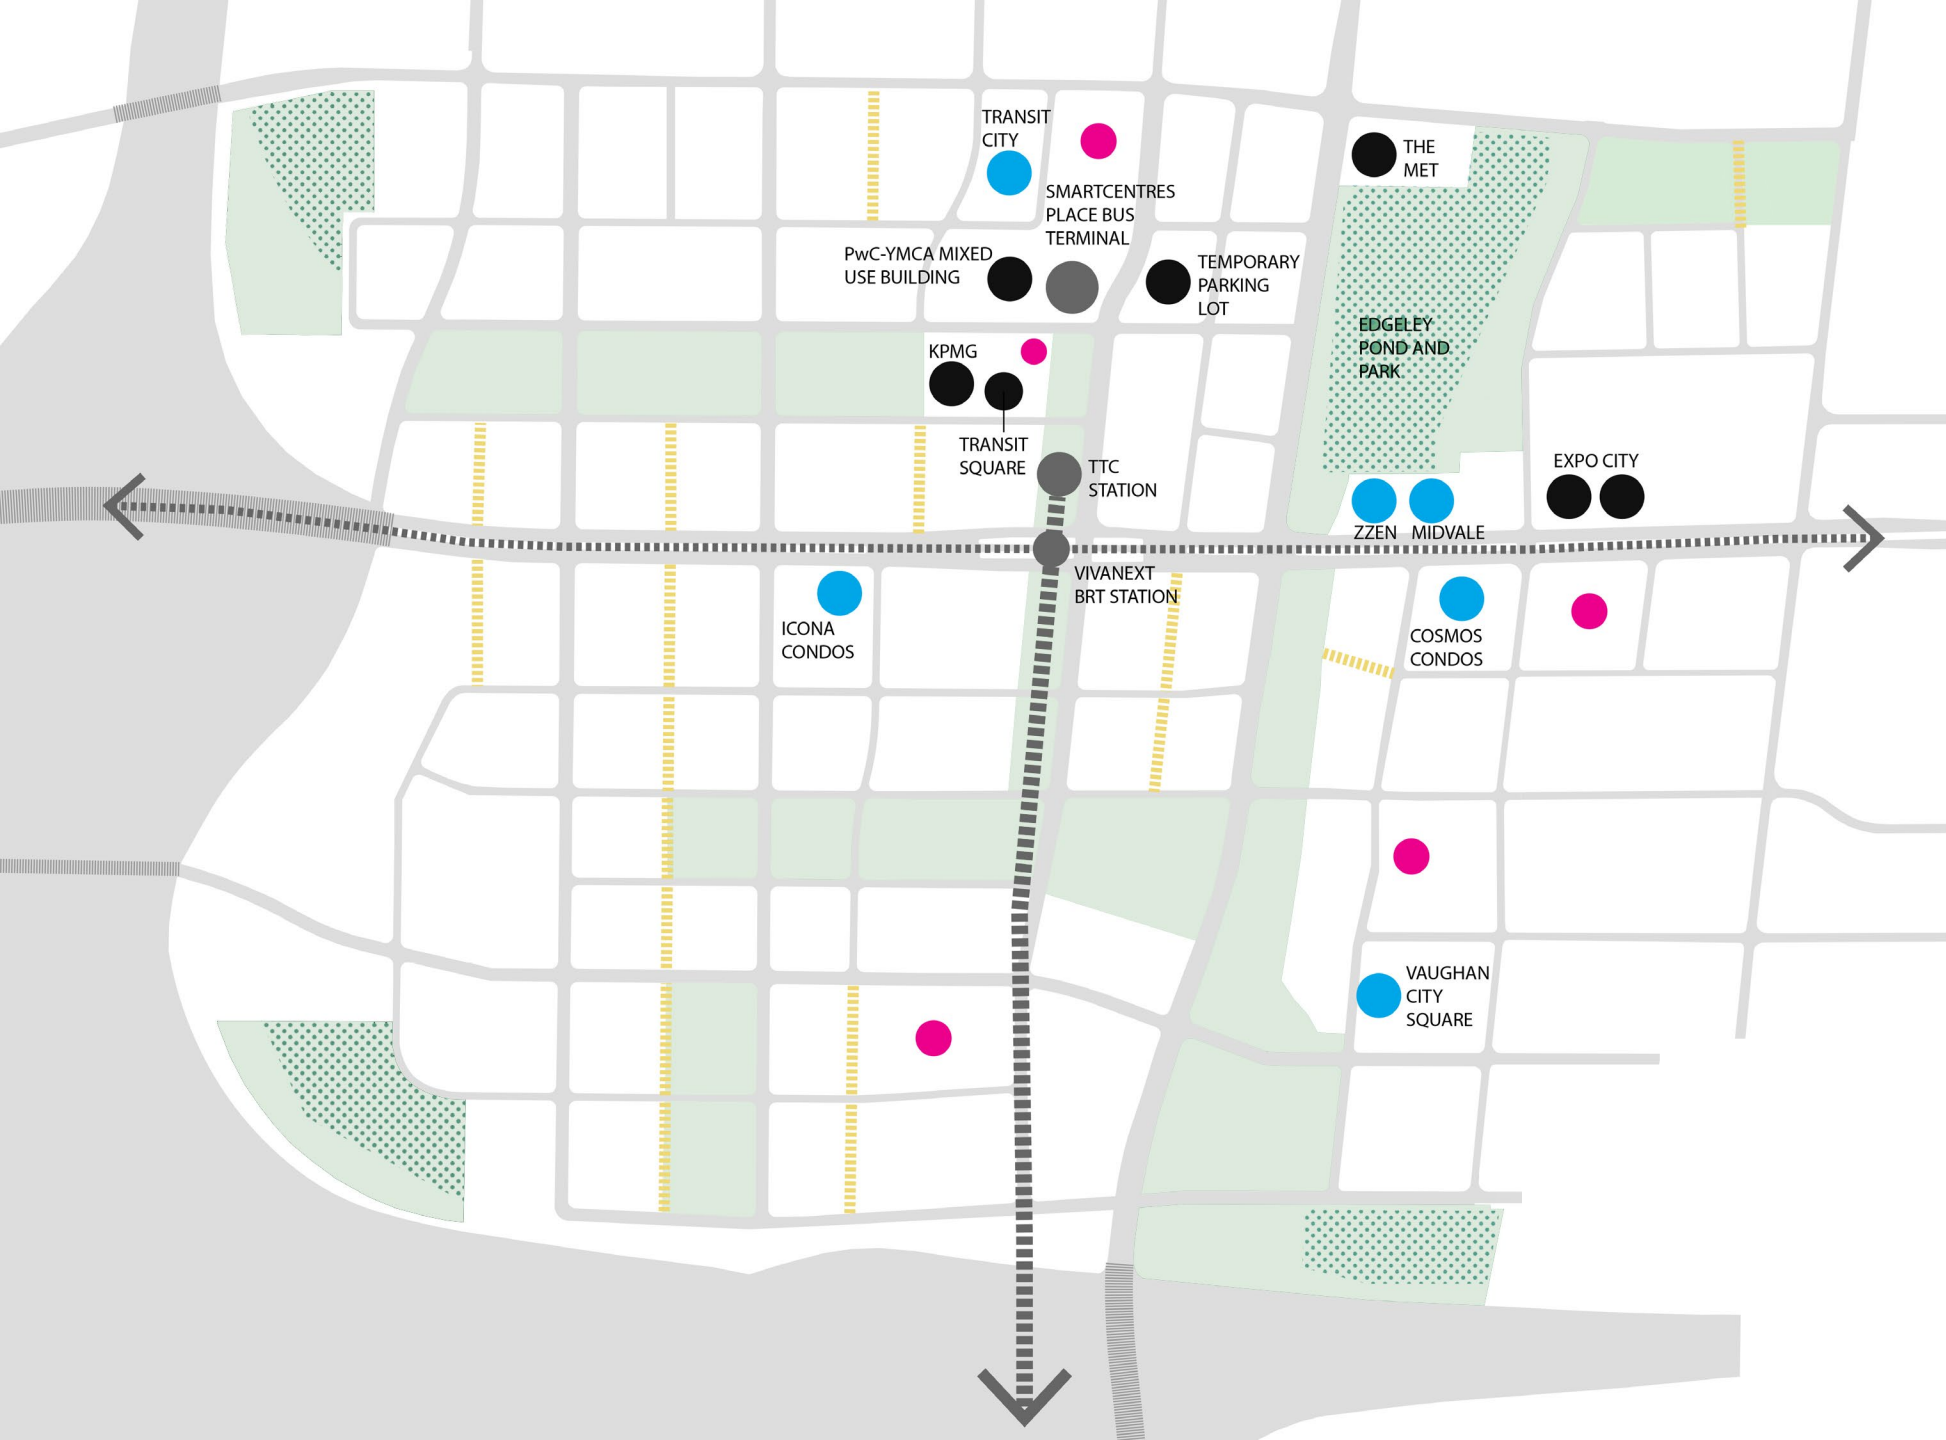 TRANSIT
CITY
THE
MET
SMARTCENTRES
PLACE BUS
TERMINAL
PwC-YMCA MIXED
USE BUILDING
TEMPORARY
PARKING
LOT
EDGELEY
POND AND
PARK
KPMG
TRANSIT
SQUARE
TTC
STATION
EXPO CITY
ZZEN
MIDVALE
VIVANEXT
BRT STATION
ICONA
CONDOS
COSMOS
CONDOS
VAUGHAN
CITY
SQUARE